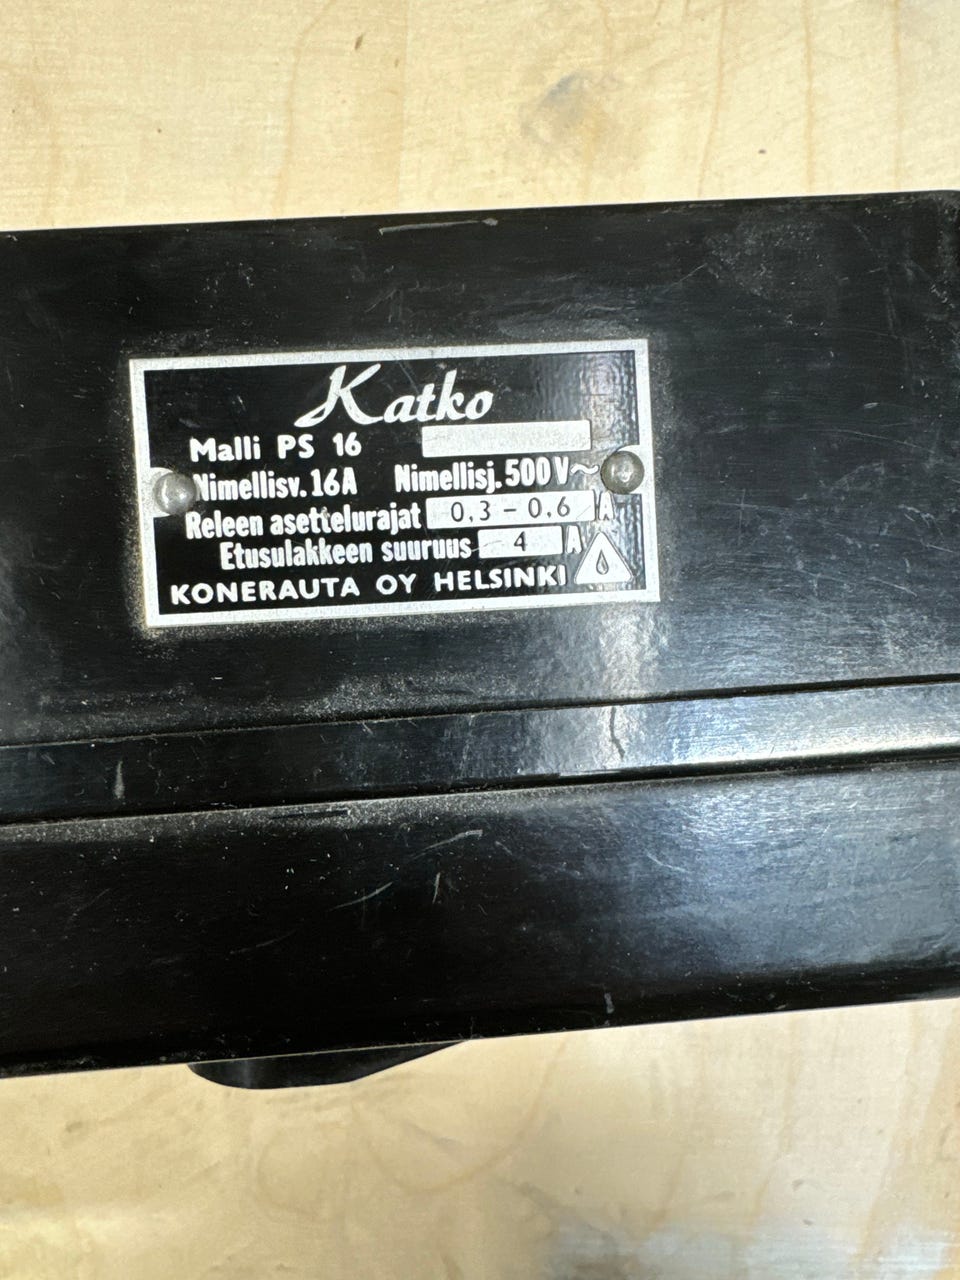 Katko
Malli PS 16
Nimellisv. 16A Nimellisj. 500 V~
Releen asettelurajat 0,3 - 0,6 A
Etusulakkeen suuruus 4 A
KONERAUTA OY HELSINKI